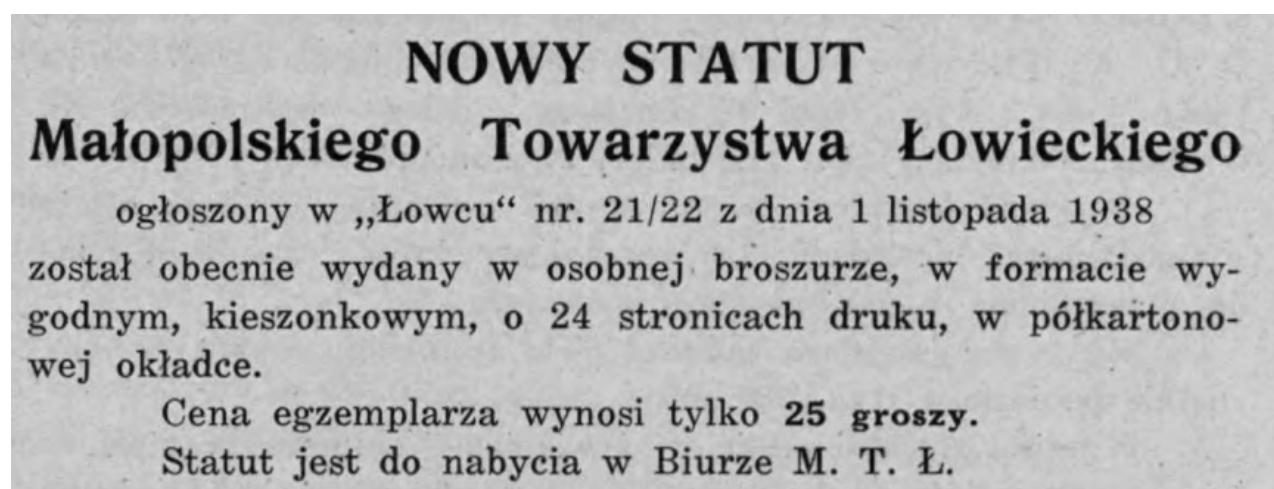 NOWY STATUT
Małopolskiego Towarzystwa Łowieckiego
ogłoszony w „Łowcu“ nr. 21/22 z dnia 1 listopada 1938
został obecnie wydany w osobnej broszurze, w formacie wy-
godnym, kieszonkowym, o 24 stronicach druku, w półkartono-
wej okładce.
Cena egzemplarza wynosi tylko 25 groszy.
Statut jest do nabycia w Biurze M. T. Ł.